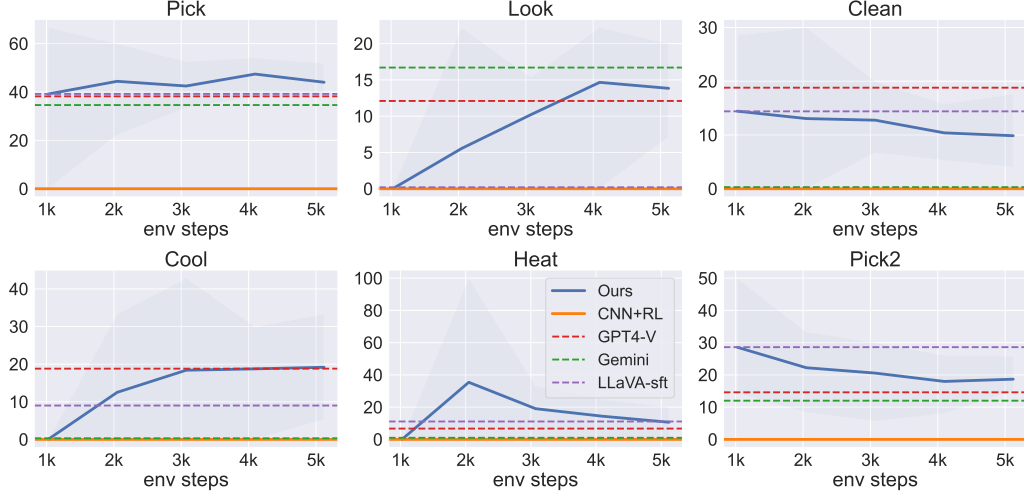 Pick
60
40
20
0
1k 2k 3k 4k 5k
env steps
Look
20
15
10
5
0
1k 2k 3k 4k 5k
env steps
Clean
30
20
10
0
1k 2k 3k 4k 5k
env steps
Cool
40
30
20
10
0
1k 2k 3k 4k 5k
env steps
Heat
100
80
60
40
20
0
Ours
CNN+RL
GPT4-V
Gemini
LLaVA-sft
1k 2k 3k 4k 5k
env steps
Pick2
50
40
30
20
10
0
1k 2k 3k 4k 5k
env steps